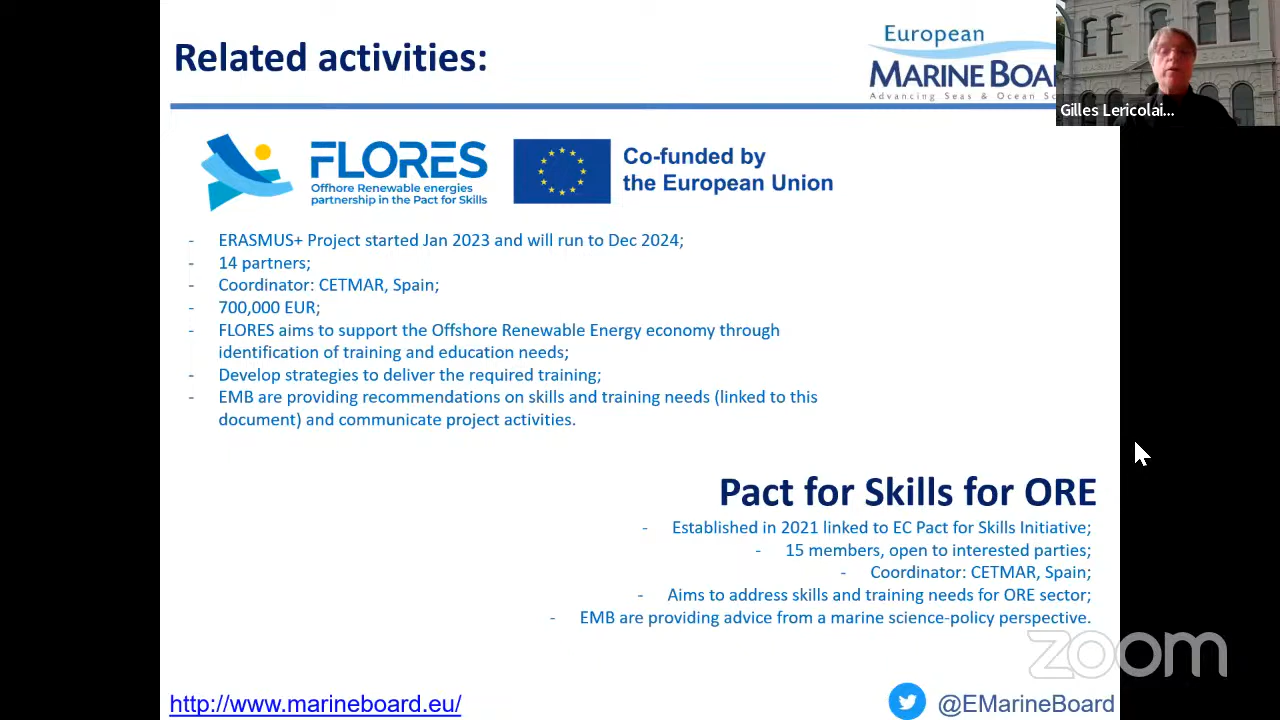 Related activities:
European
MARINE BOA
Advancing Seas & Ocean Sc
Gilles Lericolai...
FLORES
Offshore Renewable energies
partnership in the Pact for Skills
Co-funded by
the European Union
- ERASMUS+ Project started Jan 2023 and will run to Dec 2024;
- 14 partners;
- Coordinator: CETMAR, Spain;
- 700,000 EUR;
- FLORES aims to support the Offshore Renewable Energy economy through
identification of training and education needs;
- Develop strategies to deliver the required training;
- EMB are providing recommendations on skills and training needs (linked to this
document) and communicate project activities.
Pact for Skills for ORE
- Established in 2021 linked to EC Pact for Skills Initiative;
- 15 members, open to interested parties;
- Coordinator: CETMAR, Spain;
- Aims to address skills and training needs for ORE sector;
- EMB are providing advice from a marine science-policy perspective.
zoom
http://www.marineboard.eu/
@EMarineBoard